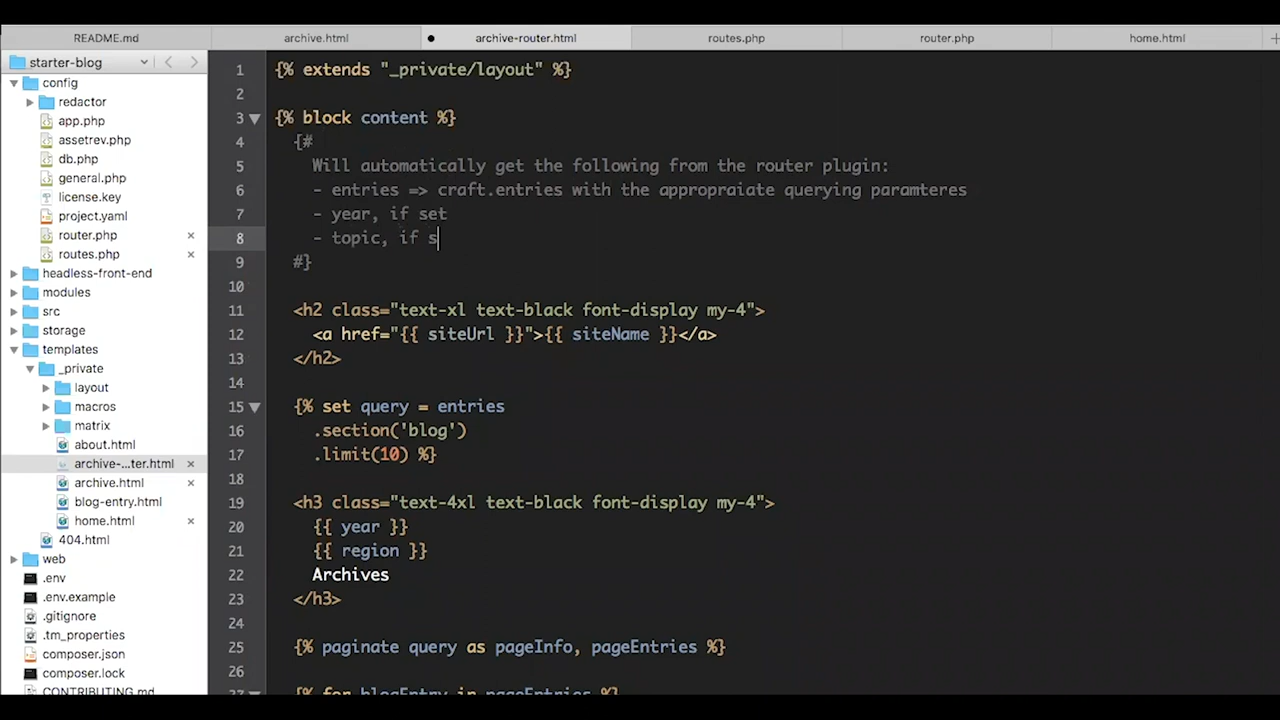 README.md archive.html archive-router.html routes.php router.php home.html
starter-blog
config
redactor
app.php
assetrev.php
db.php
general.php
license.key
project.yaml
router.php
routes.php
headless-front-end
modules
src
storage
templates
_private
layout
macros
matrix
about.html
archive-...ter.html
archive.html
blog-entry.html
home.html
404.html
web
.env
.env.example
.gitignore
.tm_properties
composer.json
composer.lock
CONTRIBUTING.md
1 {% extends "_private/layout" %}
2
3 {% block content %}
4 {#
5 Will automatically get the following from the router plugin:
6 - entries => craft.entries with the appropraiate querying paramteres
7 - year, if set
8 - topic, if s
9 #}
10
11 <h2 class="text-xl text-black font-display my-4">
12 <a href="{{ siteUrl }}">{{ siteName }}</a>
13 </h2>
14
15 {% set query = entries
16 .section('blog')
17 .limit(10) %}
18
19 <h3 class="text-4xl text-black font-display my-4">
20 {{ year }}
21 {{ region }}
22 Archives
23 </h3>
24
25 {% paginate query as pageInfo, pageEntries %}
26
27 {% for blogEntry in pageEntries %}